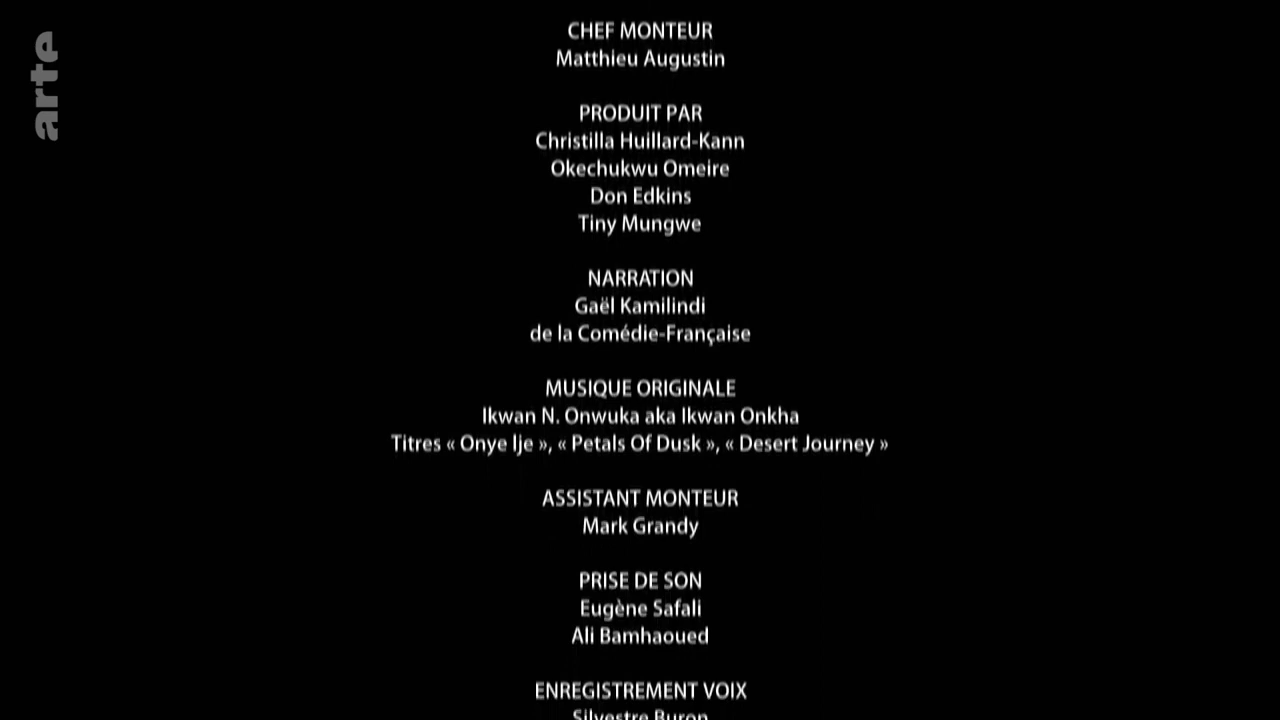 arte
CHEF MONTEUR
Matthieu Augustin
PRODUIT PAR
Christilla Huillard-Kann
Okechukwu Omeire
Don Edkins
Tiny Mungwe
NARRATION
Gaël Kamilindi
de la Comédie-Française
MUSIQUE ORIGINALE
Ikwan N. Onwuka aka Ikwan Onkha
Titres « Onye Ije », « Petals Of Dusk », « Desert Journey »
ASSISTANT MONTEUR
Mark Grandy
PRISE DE SON
Eugène Safali
Ali Bamhaoued
ENREGISTREMENT VOIX
Silvestre Buron